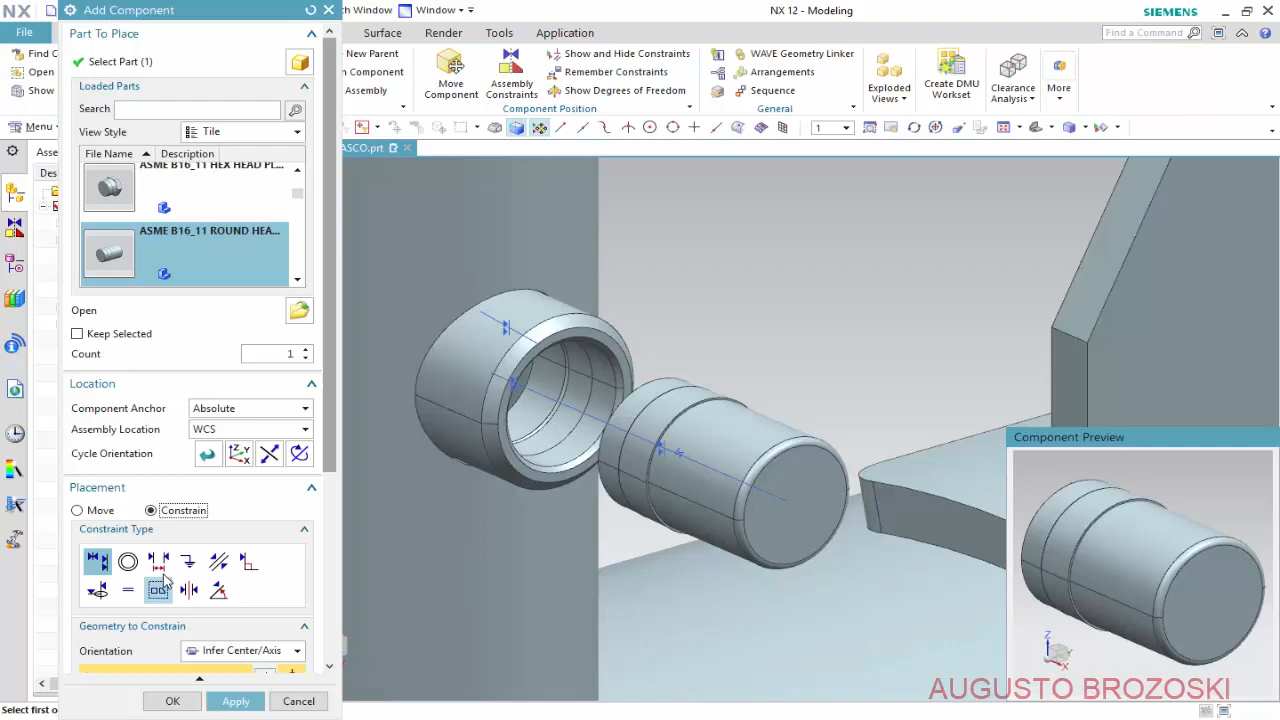 NX
Add Component
tch Window
Window
NX 12 - Modeling
SIEMENS
File
Surface
Render
Tools
Application
Find a Command
Find C
Open
Show
Menu
Part To Place
Select Part (1)
Loaded Parts
Search
View Style
Tile
File Name
Description
ASME B16_11 HEX HEAD PL...
ASME B16_11 ROUND HEA...
Open
Keep Selected
Count
1
Location
Component Anchor
Absolute
Assembly Location
WCS
Cycle Orientation
Placement
Move
Constrain
Constraint Type
Geometry to Constrain
Orientation
Infer Center/Axis
OK
Apply
Cancel
Select first o
New Parent
n Component
Assembly
Move
Component
Assembly
Constraints
Show and Hide Constraints
Remember Constraints
Show Degrees of Freedom
Component Position
WAVE Geometry Linker
Arrangements
Sequence
General
Exploded
Views
Create DMU
Workset
Clearance
Analysis
More
1
Asse
Des
ASCO.prt
Component Preview
Z
X
AUGUSTO BROZOSKI